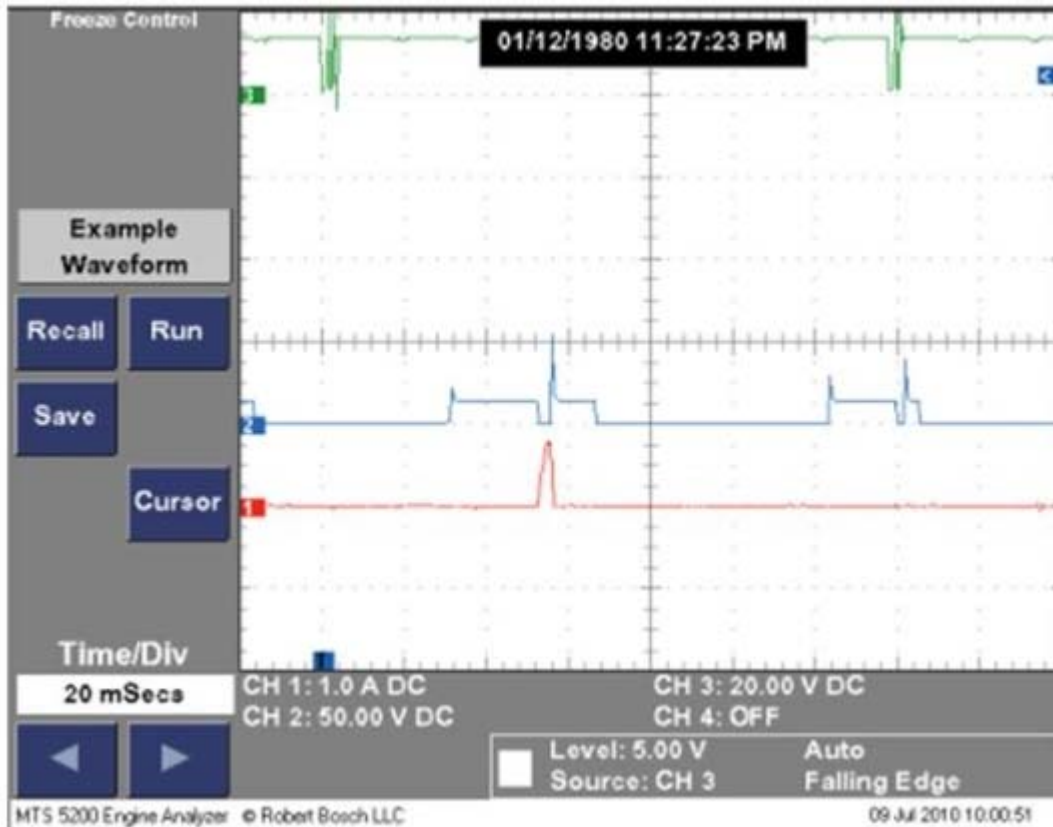 Freeze Control
01/12/1980 11:27:23 PM
3
<
Example
Waveform
Recall
Run
Save
2
Cursor
1
Time/Div
20 mSecs
T
CH 1: 1.0 A DC
CH 2: 50.00 V DC
CH 3: 20.00 V DC
CH 4: OFF
Level: 5.00 V
Auto
Source: CH 3
Falling Edge
MTS 5200 Engine Analyzer © Robert Bosch LLC
09 Jul 2010 10:00:51